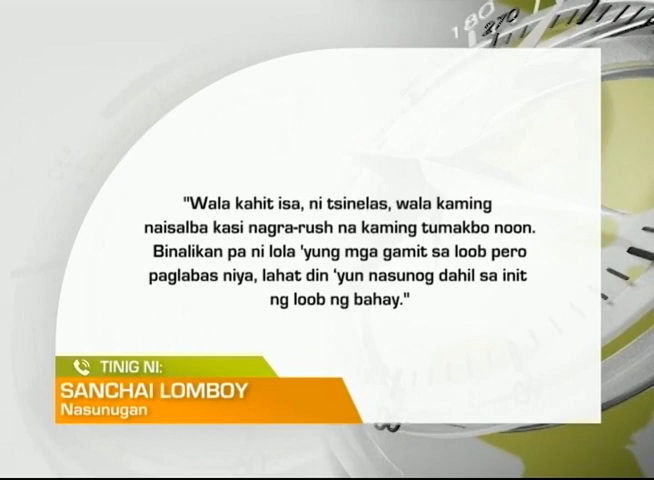 180
270
"Wala kahit isa, ni tsinelas, wala kaming
naisalba kasi nagra-rush na kaming tumakbo noon.
Binalikan pa ni lola 'yung mga gamit sa loob pero
paglabas niya, lahat din 'yun nasunog dahil sa init
ng loob ng bahay."
TINIG NI:
SANCHAI LOMBOY
Nasunugan